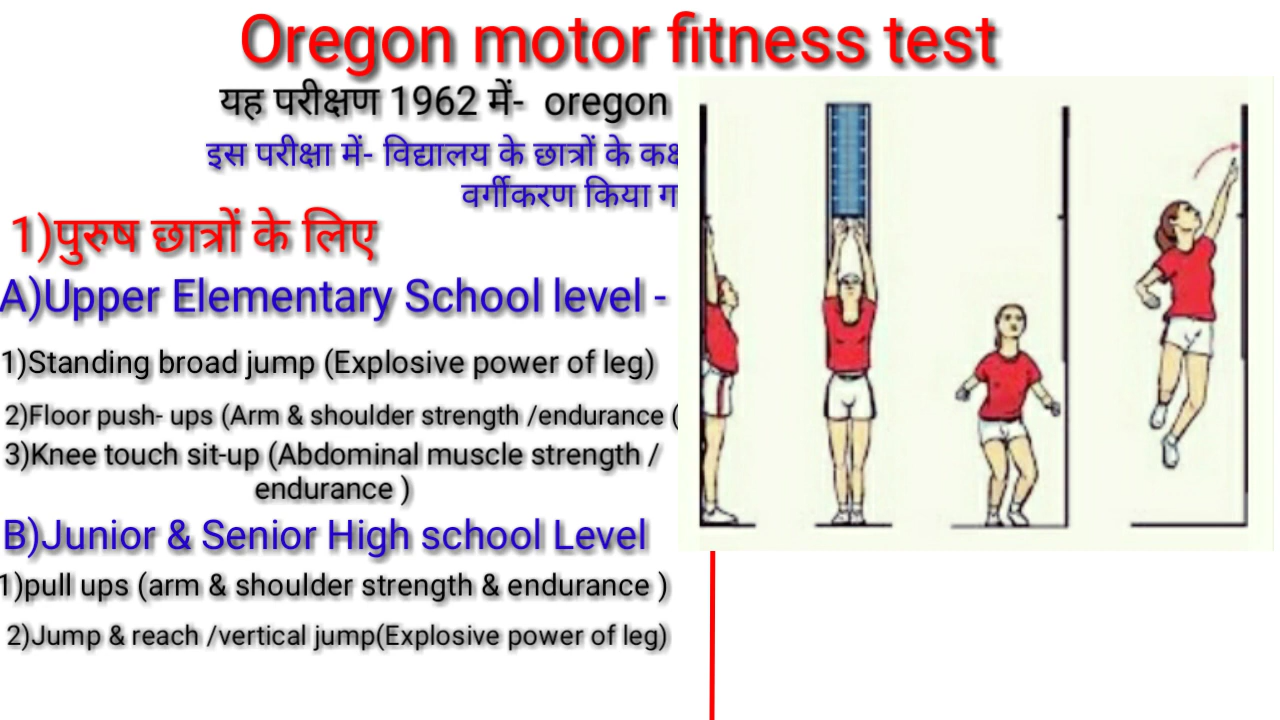 Oregon motor fitness test
यह परीक्षण 1962 में- oregon
इस परीक्षा में- विद्यालय के छात्रों के
वर्गीकरण किया
1)पुरुष छात्रों के लिए
A)Upper Elementary School level -
1)Standing broad jump (Explosive power of leg)
2)Floor push- ups (Arm & shoulder strength /endurance (
3)Knee touch sit-up (Abdominal muscle strength /
endurance )
B)Junior & Senior High school Level
1)pull ups (arm & shoulder strength & endurance )
2)Jump & reach /vertical jump(Explosive power of leg)